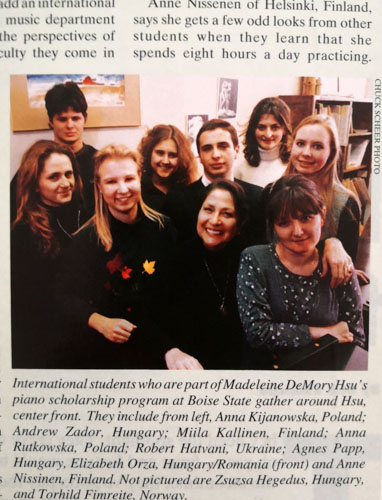 add an international
music department
the perspectives of
culty they come in
Anne Nissenen of Helsinki, Finland,
says she gets a few odd looks from other
students when they learn that she
spends eight hours a day practicing.
CHUCK SCHEER PHOTO
International students who are part of Madeleine DeMory Hsu's
piano scholarship program at Boise State gather around Hsu,
center front. They include from left, Anna Kijanowska, Poland;
Andrew Zador, Hungary; Miila Kallinen, Finland; Anna
Rutkowska, Poland; Robert Hatvani, Ukraine; Agnes Papp,
Hungary, Elizabeth Orza, Hungary/Romania (front) and Anne
Nissinen, Finland. Not pictured are Zsuzsa Hegedus, Hungary,
and Torhild Fimreite, Norway.